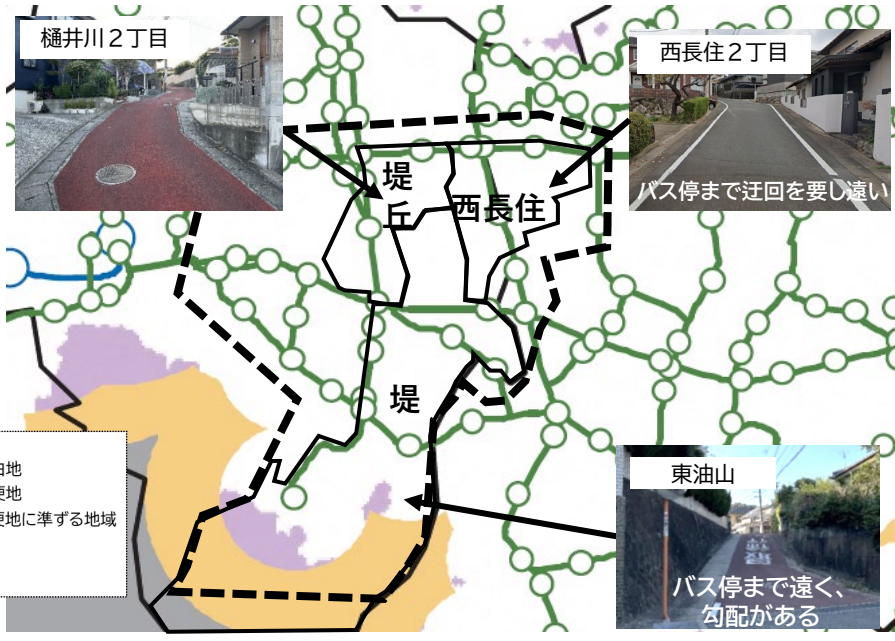 樋井川２丁目
西長住２丁目
バス停まで迂回を要し遠い
堤
丘
西長住
堤
地
更地
更地に準ずる地域
東油山
バス停まで遠く、
勾配がある